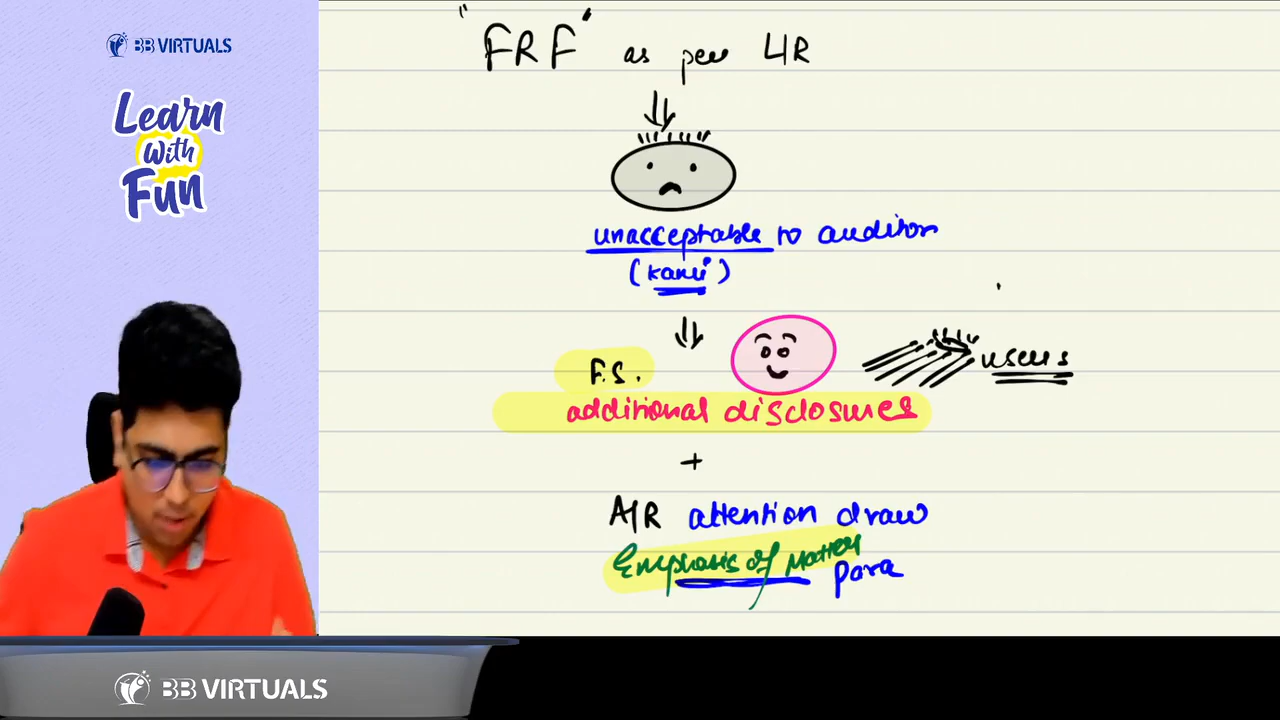 BB VIRTUALS
Learn
With
Fun
"FRF" as per LR
unacceptable to auditor
(Kami)
F.S.
users
additional disclosures
+
A/R attention draw
Emphasis of Matter
para
BB VIRTUALS